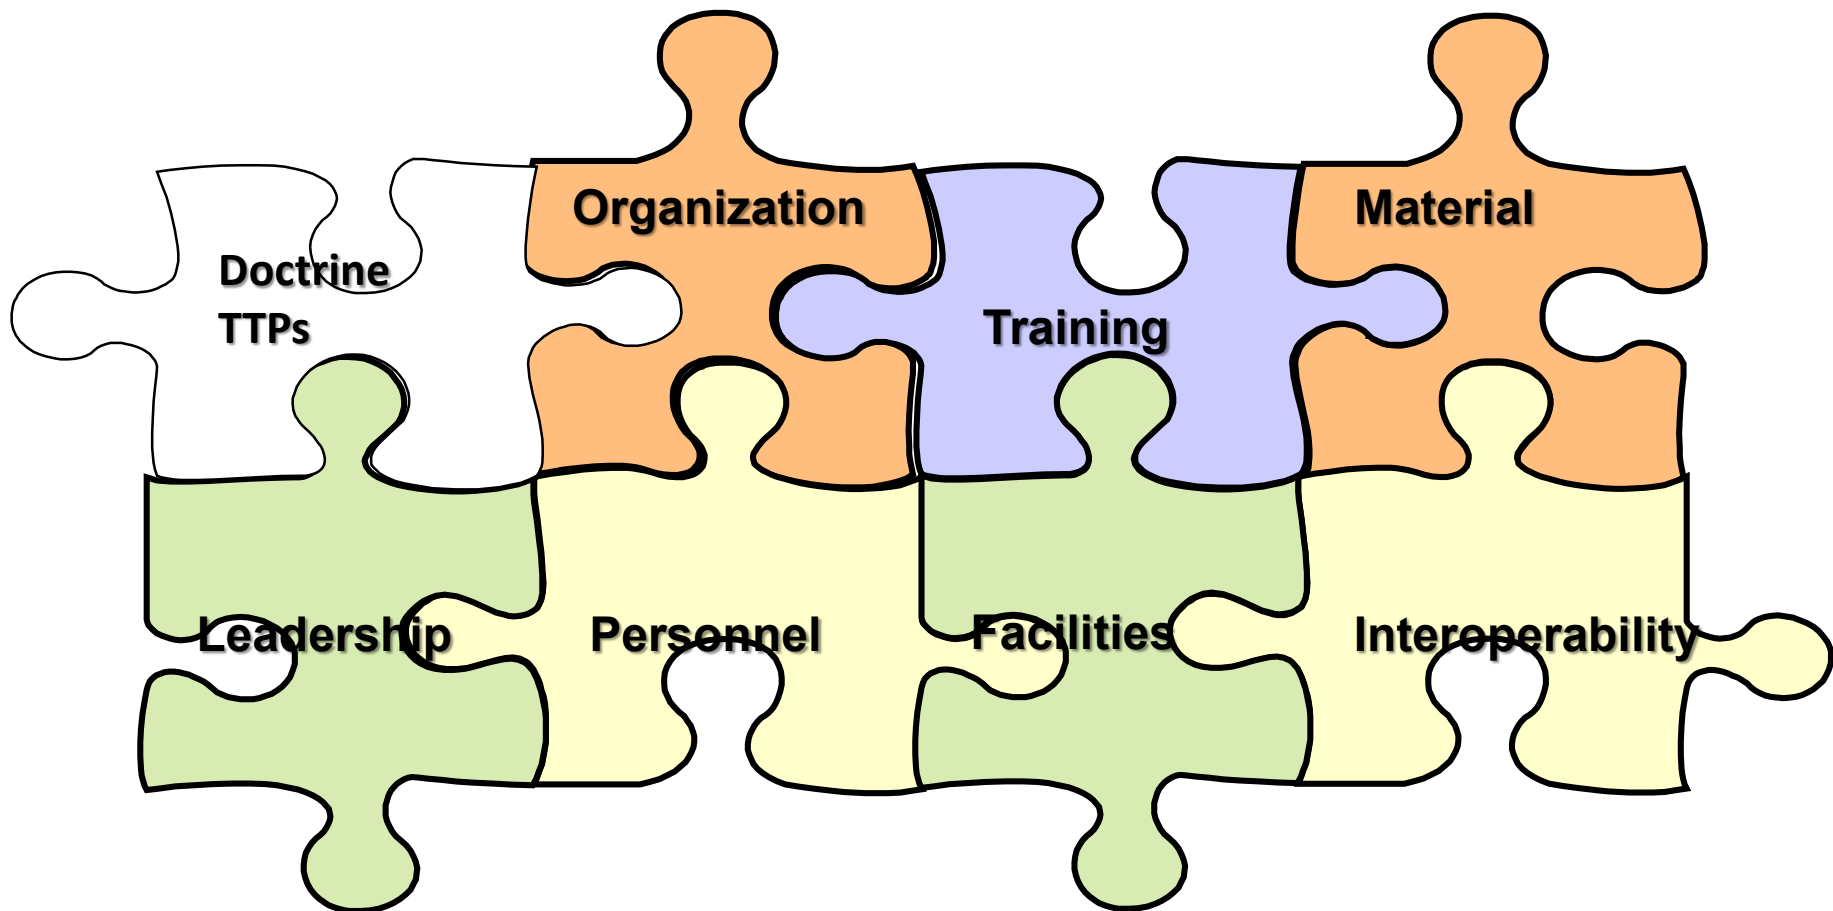 Organization
Material
Doctrine
TTPs
Training
Leadership
Personnel
Facilities
Interoperability